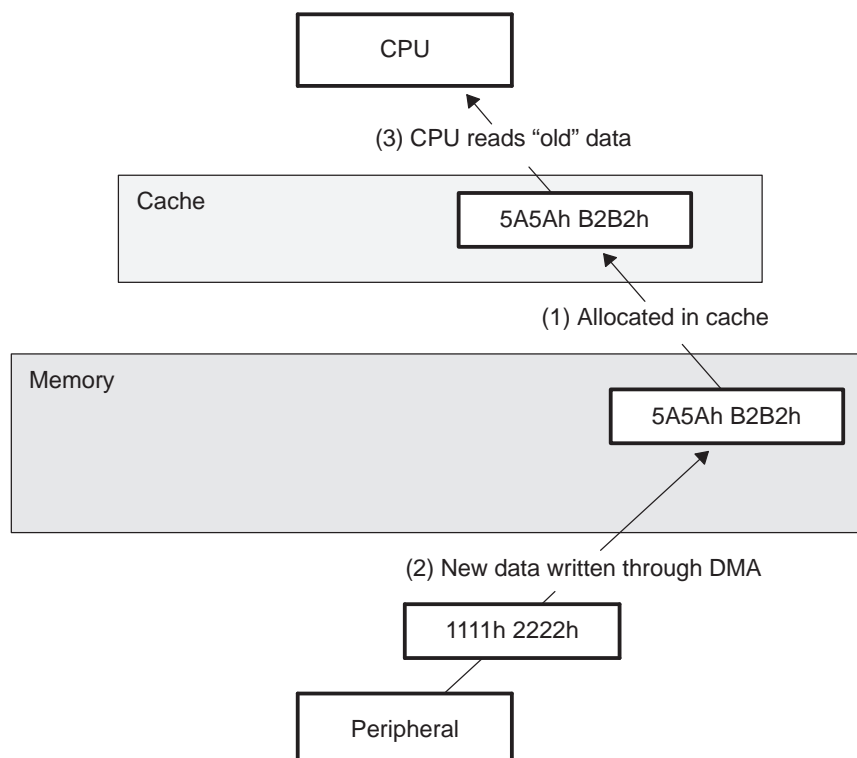 CPU
(3) CPU reads “old” data
Cache
5A5Ah B2B2h
(1) Allocated in cache
Memory
5A5Ah B2B2h
(2) New data written through DMA
1111h 2222h
Peripheral